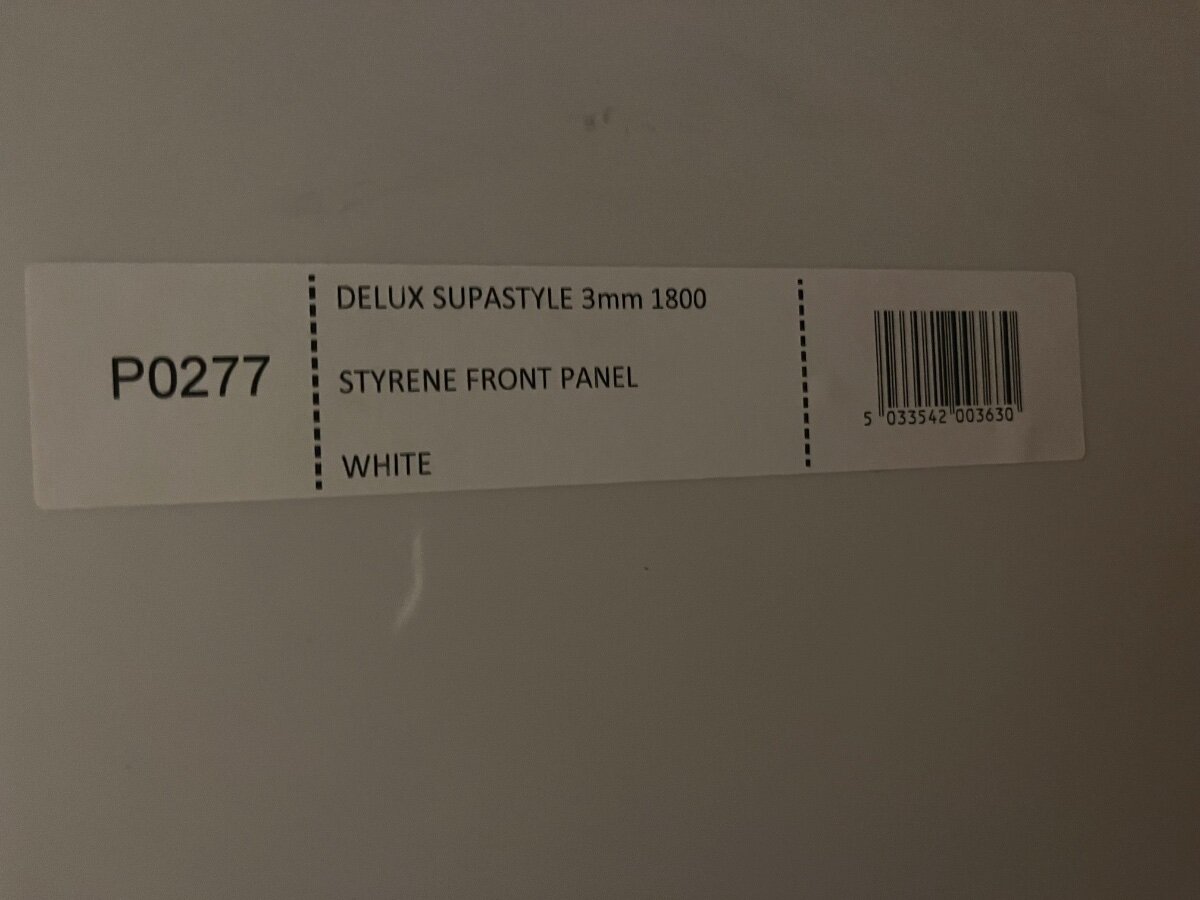 P0277
DELUX SUPASTYLE 3mm 1800
STYRENE FRONT PANEL
WHITE
5 033542 003630